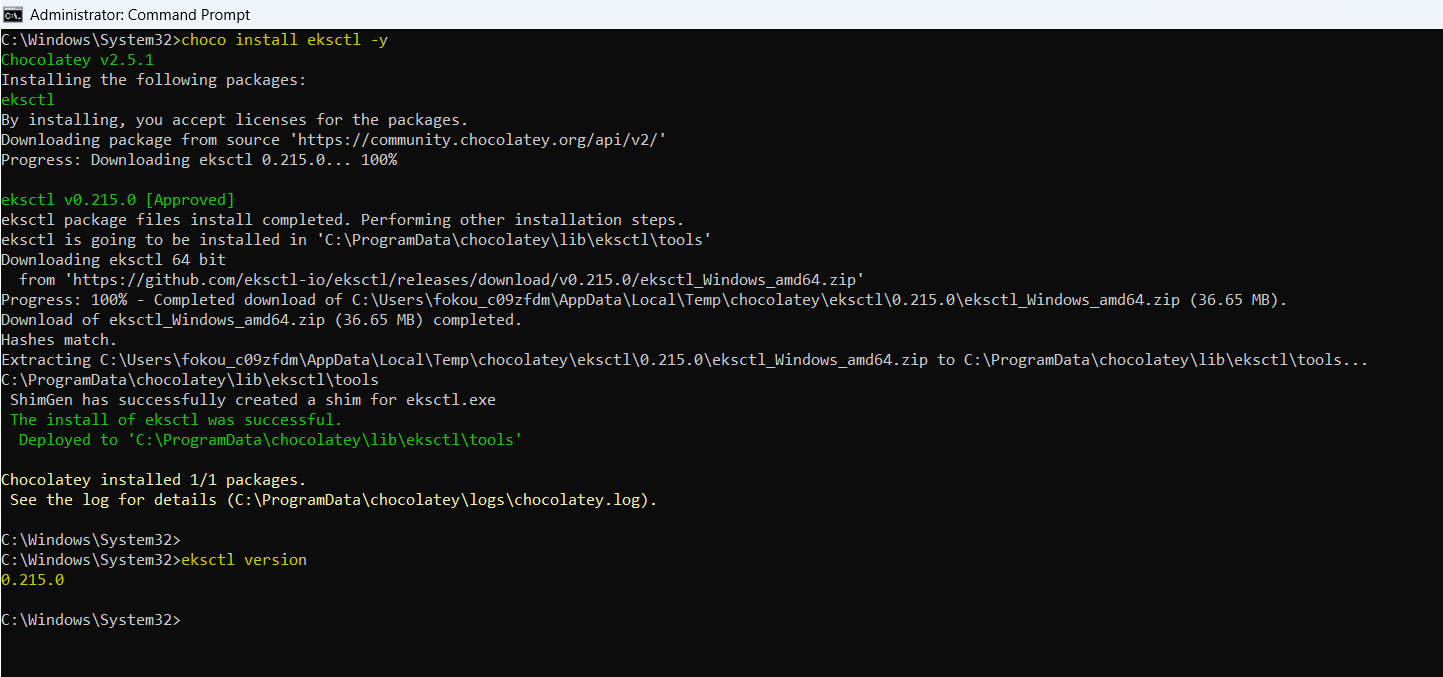 Administrator: Command Prompt
C:\Windows\System32>choco install eksctl -y
Chocolatey v2.5.1
Installing the following packages:
eksctl
By installing, you accept licenses for the packages.
Downloading package from source 'https://community.chocolatey.org/api/v2/'
Progress: Downloading eksctl 0.215.0... 100%
eksctl v0.215.0 [Approved]
eksctl package files install completed. Performing other installation steps.
eksctl is going to be installed in 'C:\ProgramData\chocolatey\lib\eksctl\tools'
Downloading eksctl 64 bit
  from 'https://github.com/eksctl-io/eksctl/releases/download/v0.215.0/eksctl_Windows_amd64.zip'
Progress: 100% - Completed download of C:\Users\fokou_c09zfdm\AppData\Local\Temp\chocolatey\eksctl\0.215.0\eksctl_Windows_amd64.zip (36.65 MB).
Download of eksctl_Windows_amd64.zip (36.65 MB) completed.
Hashes match.
Extracting C:\Users\fokou_c09zfdm\AppData\Local\Temp\chocolatey\eksctl\0.215.0\eksctl_Windows_amd64.zip to C:\ProgramData\chocolatey\lib\eksctl\tools...
C:\ProgramData\chocolatey\lib\eksctl\tools
 ShimGen has successfully created a shim for eksctl.exe
 The install of eksctl was successful.
  Deployed to 'C:\ProgramData\chocolatey\lib\eksctl\tools'
Chocolatey installed 1/1 packages.
 See the log for details (C:\ProgramData\chocolatey\logs\chocolatey.log).
C:\Windows\System32>
C:\Windows\System32>eksctl version
0.215.0
C:\Windows\System32>